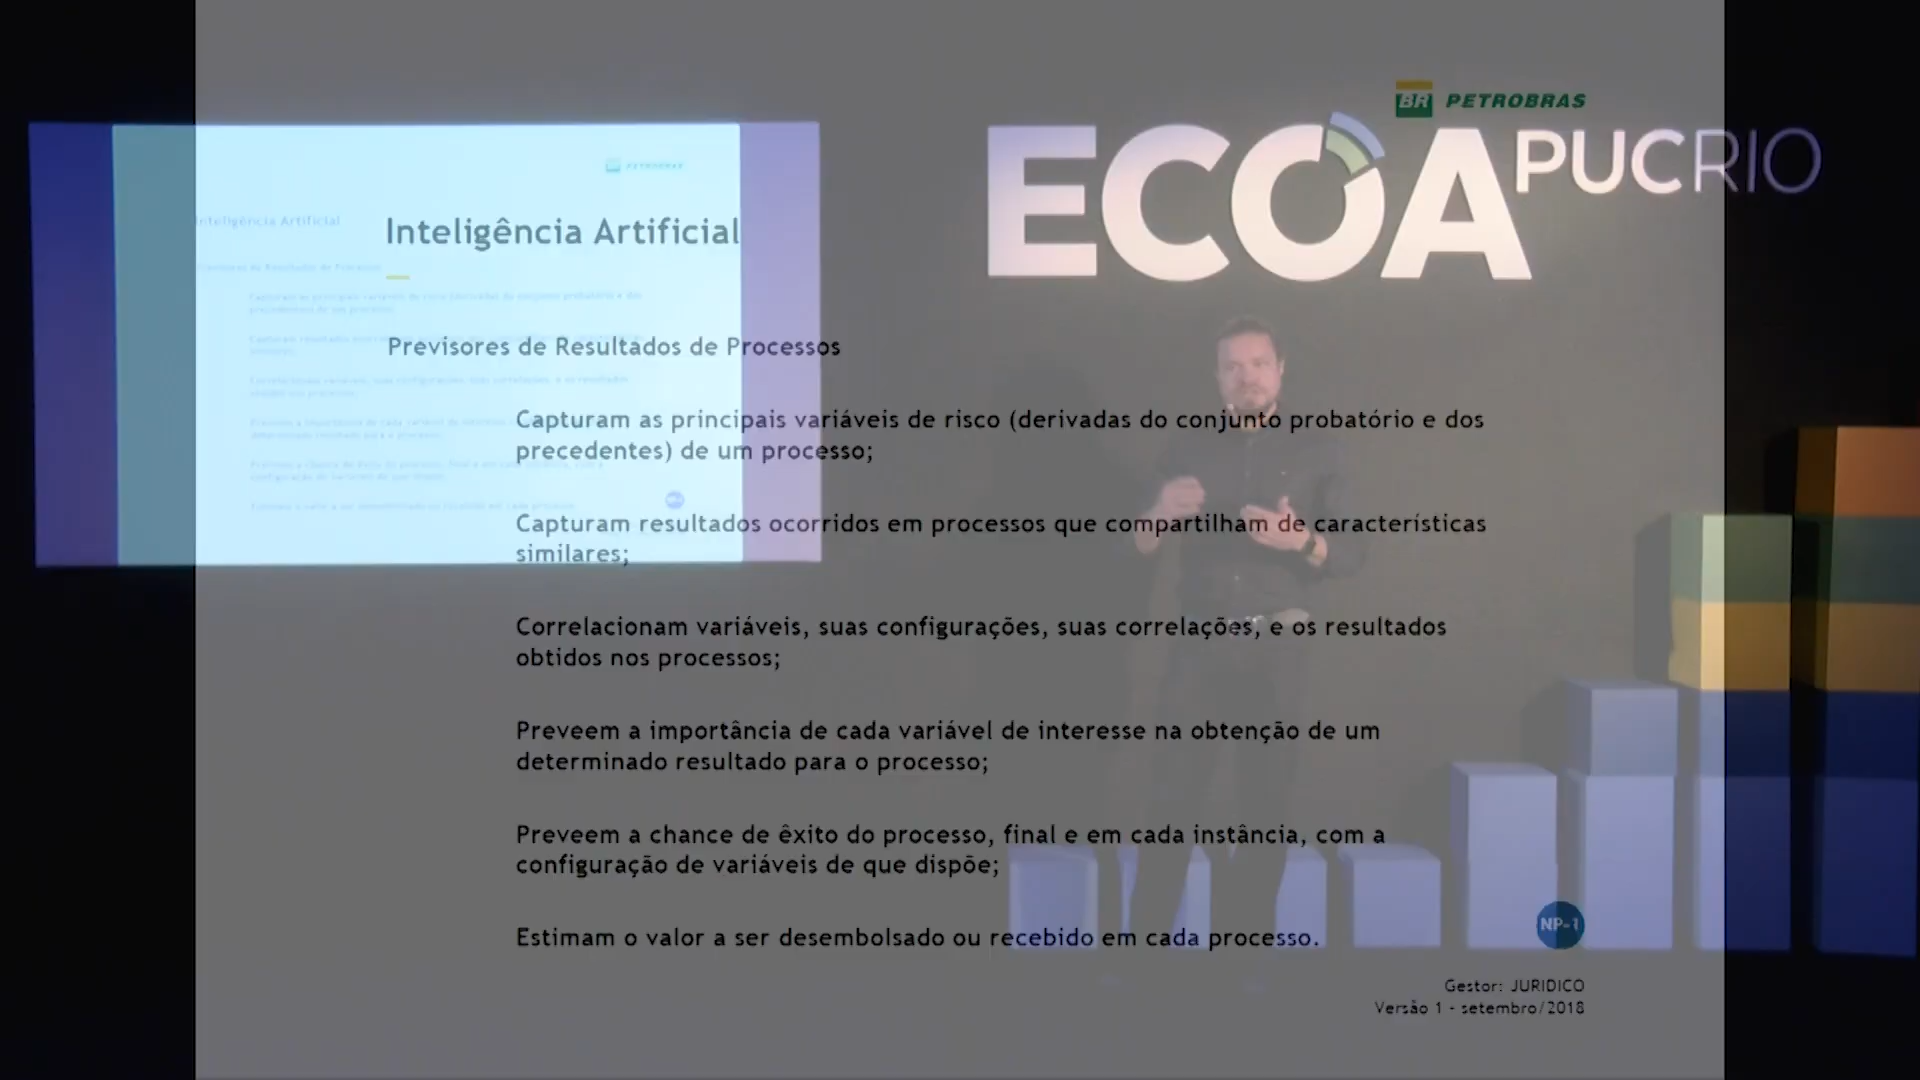 BR PETROBRAS
ECOA PUCRIO
Inteligência Artificial
Inteligência Artificial
Previsores de Resultados de Processos
Capturam as principais variáveis de risco (derivadas do conjunto probatório e dos
precedentes) de um processo;
Capturam resultados ocorridos em processos que compartilham de características
similares;
Correlacionam variáveis, suas configurações, suas correlações, e os resultados
obtidos nos processos;
Preveem a importância de cada variável de interesse na obtenção de um
determinado resultado para o processo;
Preveem a chance de êxito do processo, final e em cada instância, com a
configuração de variáveis de que dispõe;
Estimam o valor a ser desembolsado ou recebido em cada processo.
NP-1
Gestor: JURIDICO
Versão 1 - setembro/2018